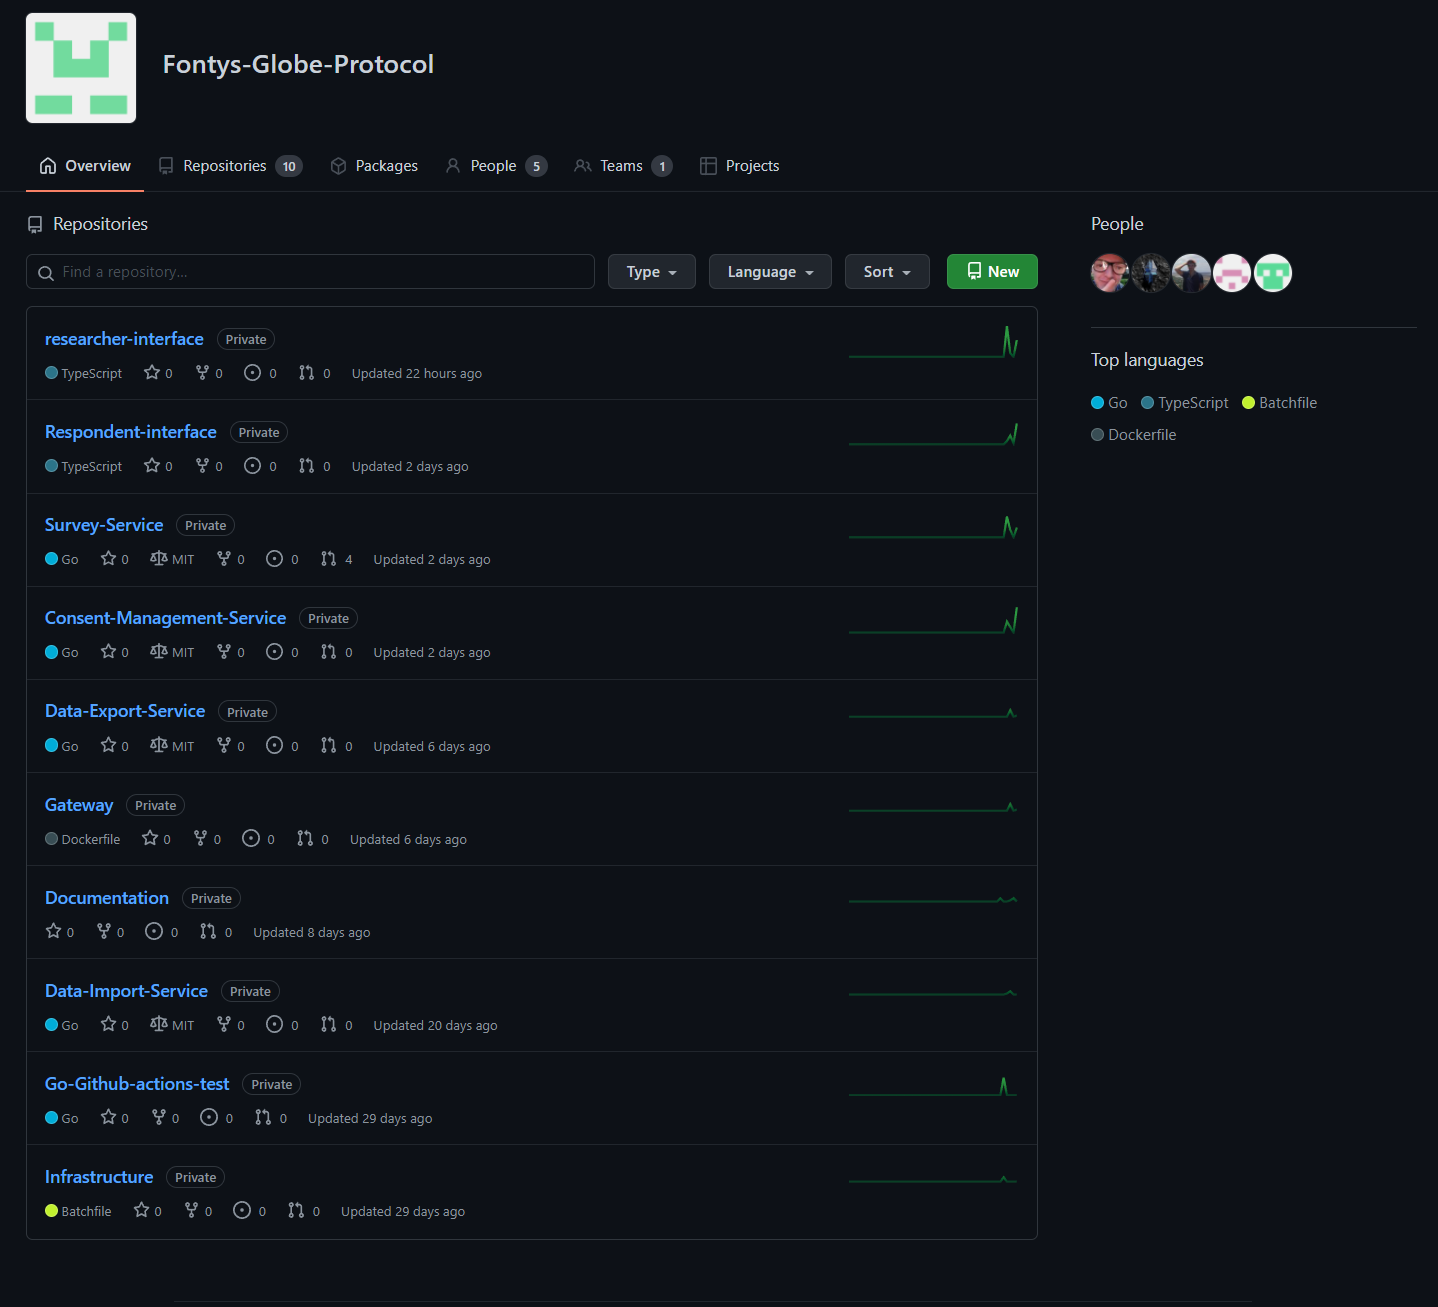 Fontys-Globe-Protocol
Overview Repositories 10 Packages People 5 Teams 1 Projects
Repositories
Find a repository... Type Language Sort New
researcher-interface Private
TypeScript 0 0 0 0 Updated 22 hours ago
Respondent-interface Private
TypeScript 0 0 0 0 Updated 2 days ago
Survey-Service Private
Go 0 MIT 0 0 4 Updated 2 days ago
Consent-Management-Service Private
Go 0 MIT 0 0 0 Updated 2 days ago
Data-Export-Service Private
Go 0 MIT 0 0 0 Updated 6 days ago
Gateway Private
Dockerfile 0 0 0 0 Updated 6 days ago
Documentation Private
0 0 0 0 Updated 8 days ago
Data-Import-Service Private
Go 0 MIT 0 0 0 Updated 20 days ago
Go-Github-actions-test Private
Go 0 0 0 0 Updated 29 days ago
Infrastructure Private
Batchfile 0 0 0 0 Updated 29 days ago
People
Top languages
Go TypeScript Batchfile
Dockerfile